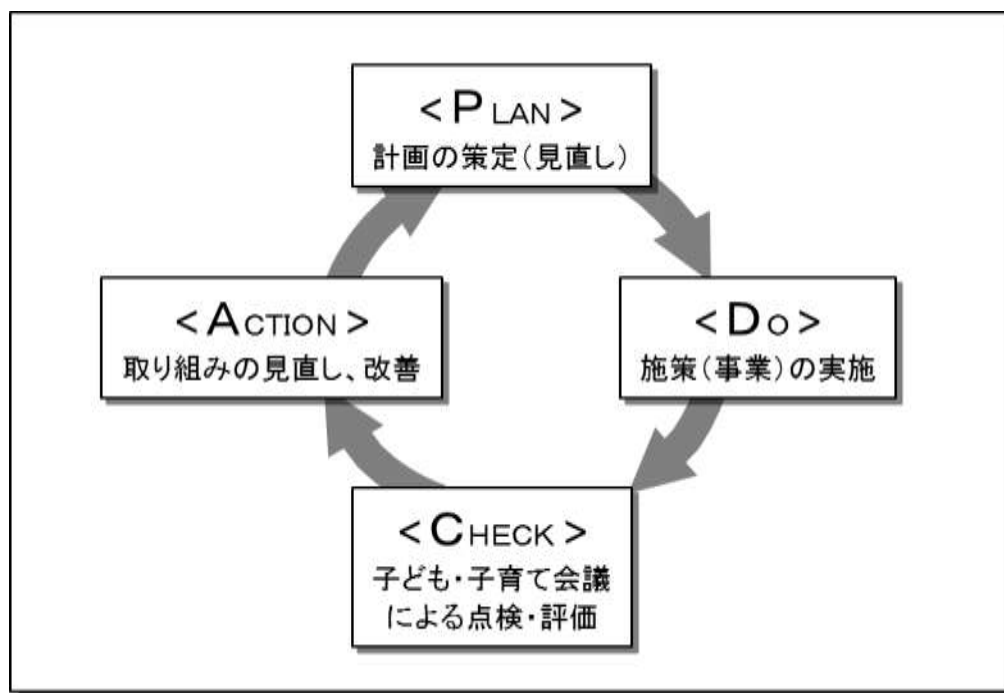 <PLAN>
計画の策定(見直し)
<ACTION>
取り組みの見直し、改善
<DO>
施策(事業)の実施
<CHECK>
子ども・子育て会議
による点検・評価